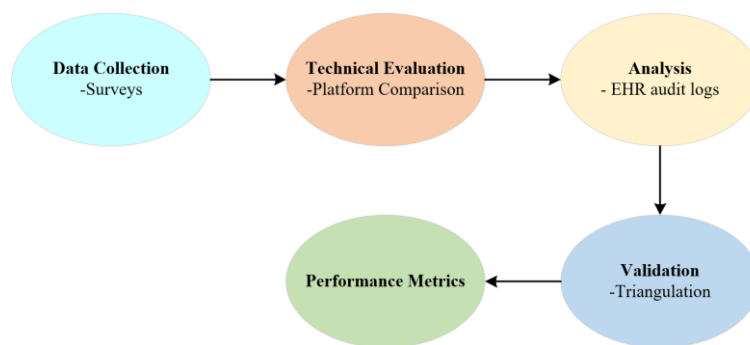 Data Collection
-Surveys
Technical Evaluation
-Platform Comparison
Analysis
- EHR audit logs
Performance Metrics
Validation
-Triangulation